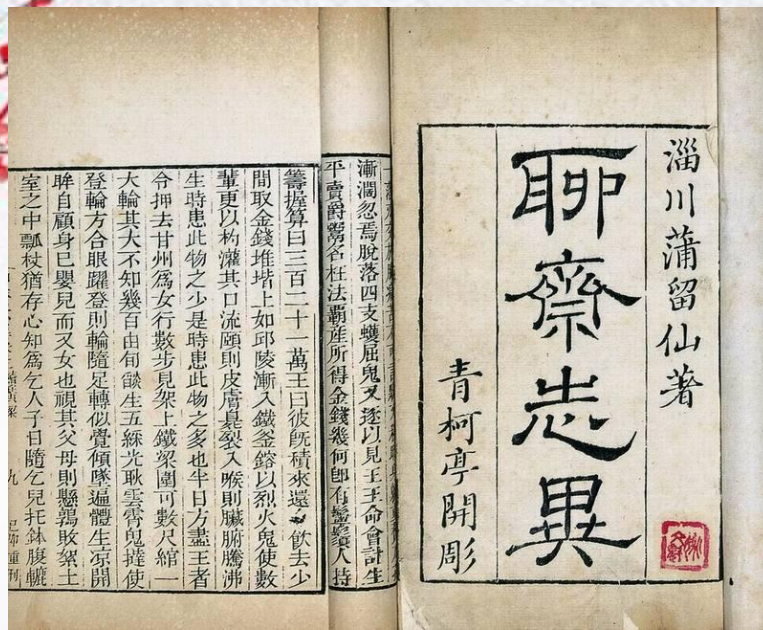 淄川蒲留仙著
聊齋志異
青柯亭開彫
漸濶忽焉脫落四支蠖屈鬼又逐以見王王命會計生
平賣爵鬻名枉法霸產所得金錢幾何卽有鬚人持
籌握算曰三百二十一萬王曰彼旣積來還飲去少
間取金錢堆堦上如邱陵漸入鐵釜鎔以烈火鬼使數
輩更以杓灌其口流頤則皮膚臭裂入喉則臟腑騰沸
生時患此物之少是時患此物之多也半日方盡王者
令押去甘州爲女行數步見架上鐵梁圍可數尺綰一
大輪其大不知幾百由旬燄生五綵光耿雲霄鬼撻使
登輪方合眼躍登則輪隨足轉似覺傾墜遍體生凉開
眸自顧身已嬰兒而又女也視其父母則懸鶉敗絮土
室之中瓢杖猶存心知爲乞人子日隨乞兒托鉢腹轆
九